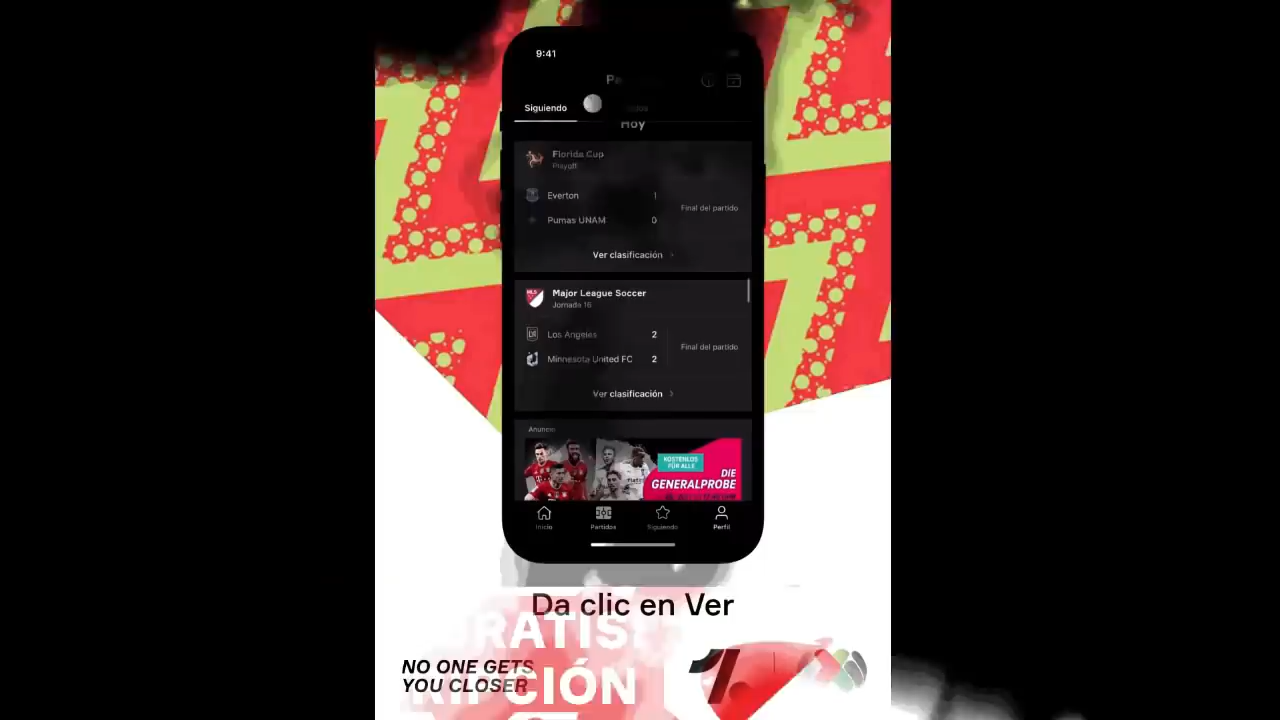 9:41
Siguiendo
Hoy
Florida Cup
Playoff
Everton 1
Pumas UNAM 0
Final del partido
Ver clasificación
Major League Soccer
Jornada 16
Los Angeles 2
Minnesota United FC 2
Final del partido
Ver clasificación
Anuncio
KOSTENLOS
FÜR ALLE
DIE
GENERALPROBE
Inicio
Partidos
Siguiendo
Perfil
Da clic en Ver
GRATIS
NO ONE GETS
YOU CLOSER